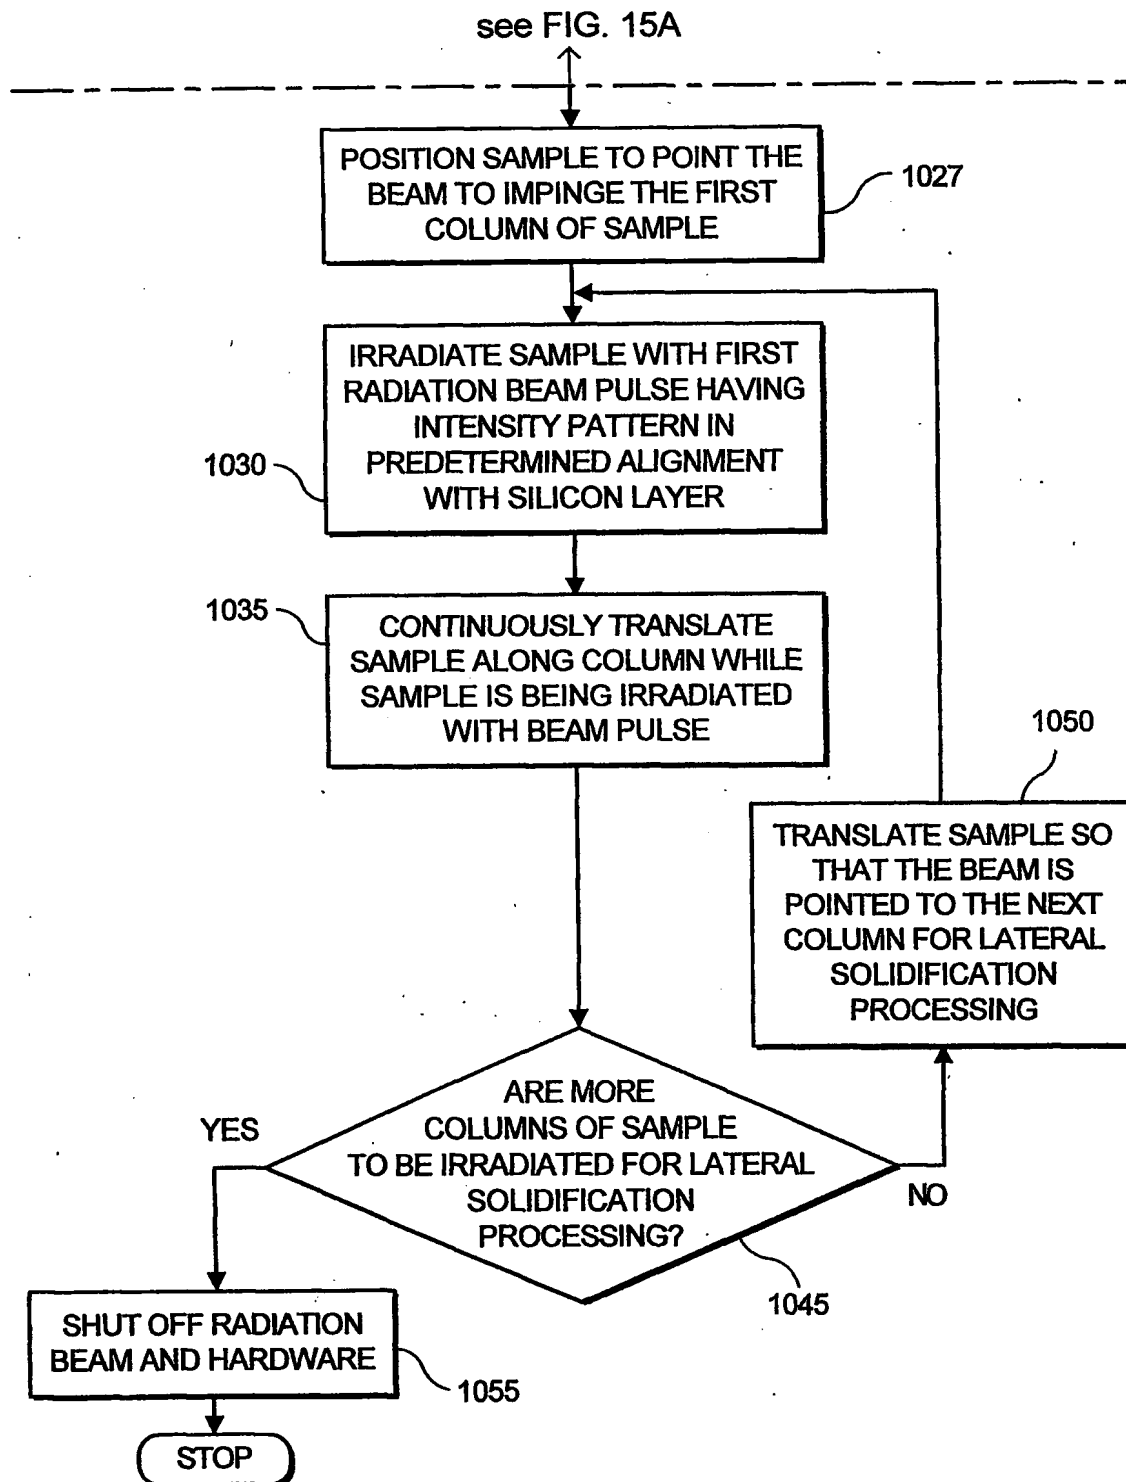 see FIG. 15A
POSITION SAMPLE TO POINT THE
BEAM TO IMPINGE THE FIRST
COLUMN OF SAMPLE
1027
IRRADIATE SAMPLE WITH FIRST
RADIATION BEAM PULSE HAVING
INTENSITY PATTERN IN
PREDETERMINED ALIGNMENT
WITH SILICON LAYER
1030
1035
CONTINUOUSLY TRANSLATE
SAMPLE ALONG COLUMN WHILE
SAMPLE IS BEING IRRADIATED
WITH BEAM PULSE
1050
TRANSLATE SAMPLE SO
THAT THE BEAM IS
POINTED TO THE NEXT
COLUMN FOR LATERAL
SOLIDIFICATION
PROCESSING
ARE MORE
COLUMNS OF SAMPLE
TO BE IRRADIATED FOR LATERAL
SOLIDIFICATION
PROCESSING?
YES
NO
1045
SHUT OFF RADIATION
BEAM AND HARDWARE
1055
STOP